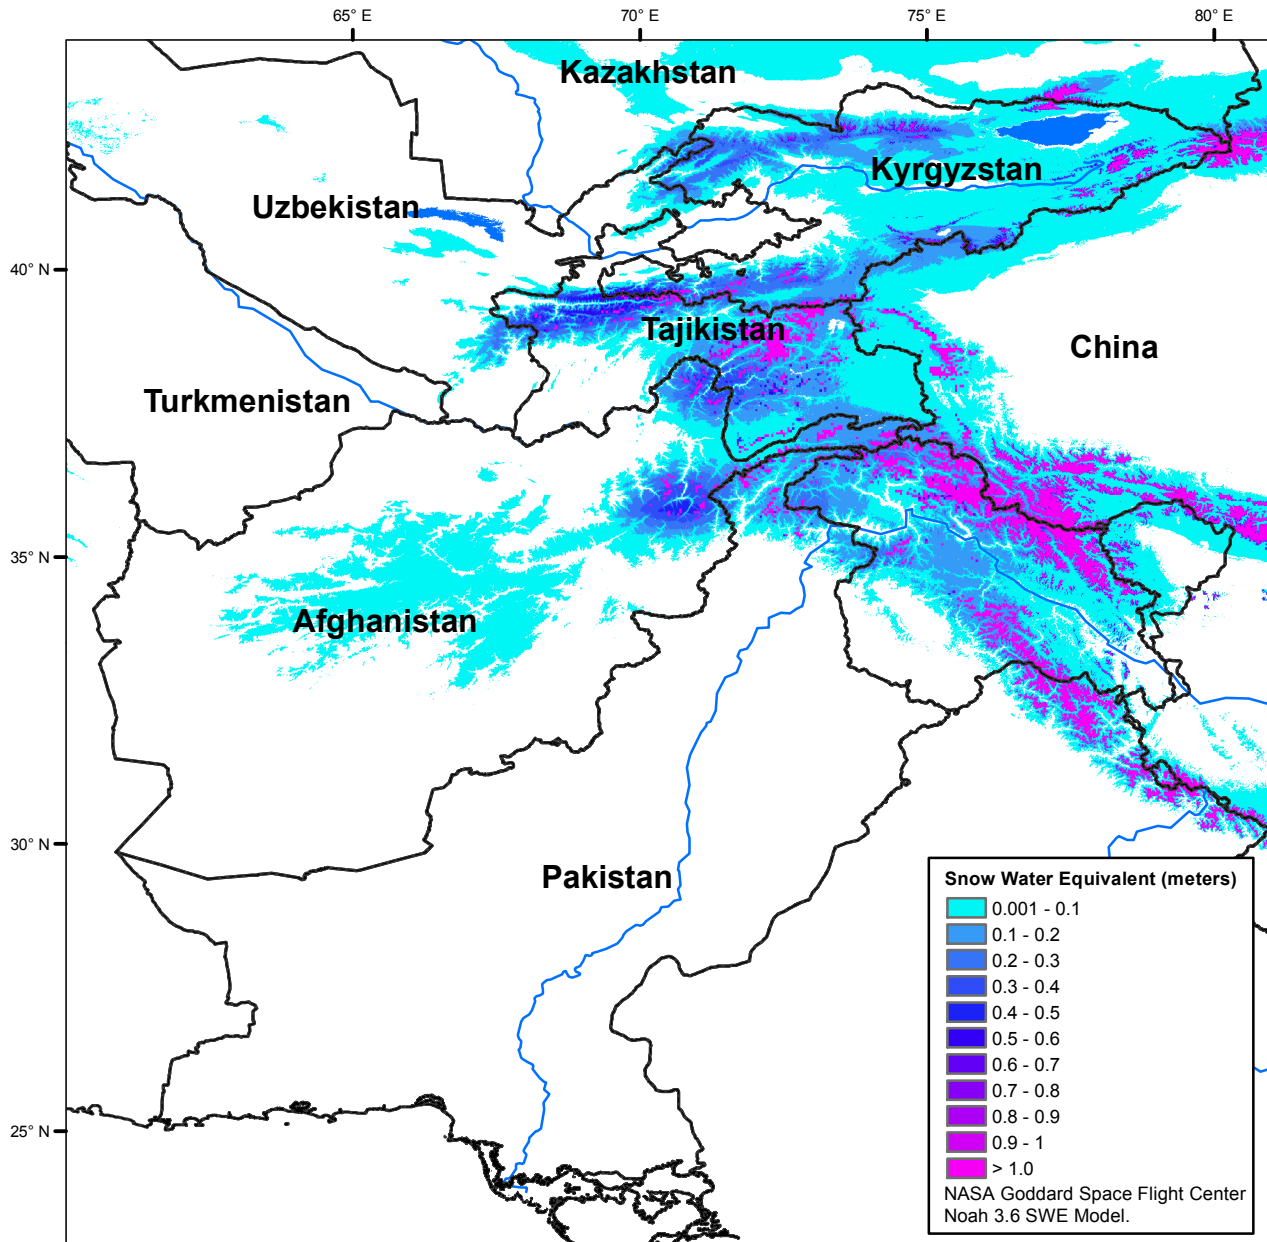 65° E
70° E
75° E
80° E
Kazakhstan
Kyrgyzstan
Uzbekistan
40° N
Tajikistan
China
Turkmenistan
35° N
Afghanistan
30° N
Pakistan
25° N
Snow Water Equivalent (meters)
0.001 - 0.1
0.1 - 0.2
0.2 - 0.3
0.3 - 0.4
0.4 - 0.5
0.5 - 0.6
0.6 - 0.7
0.7 - 0.8
0.8 - 0.9
0.9 - 1
> 1.0
NASA Goddard Space Flight Center
Noah 3.6 SWE Model.